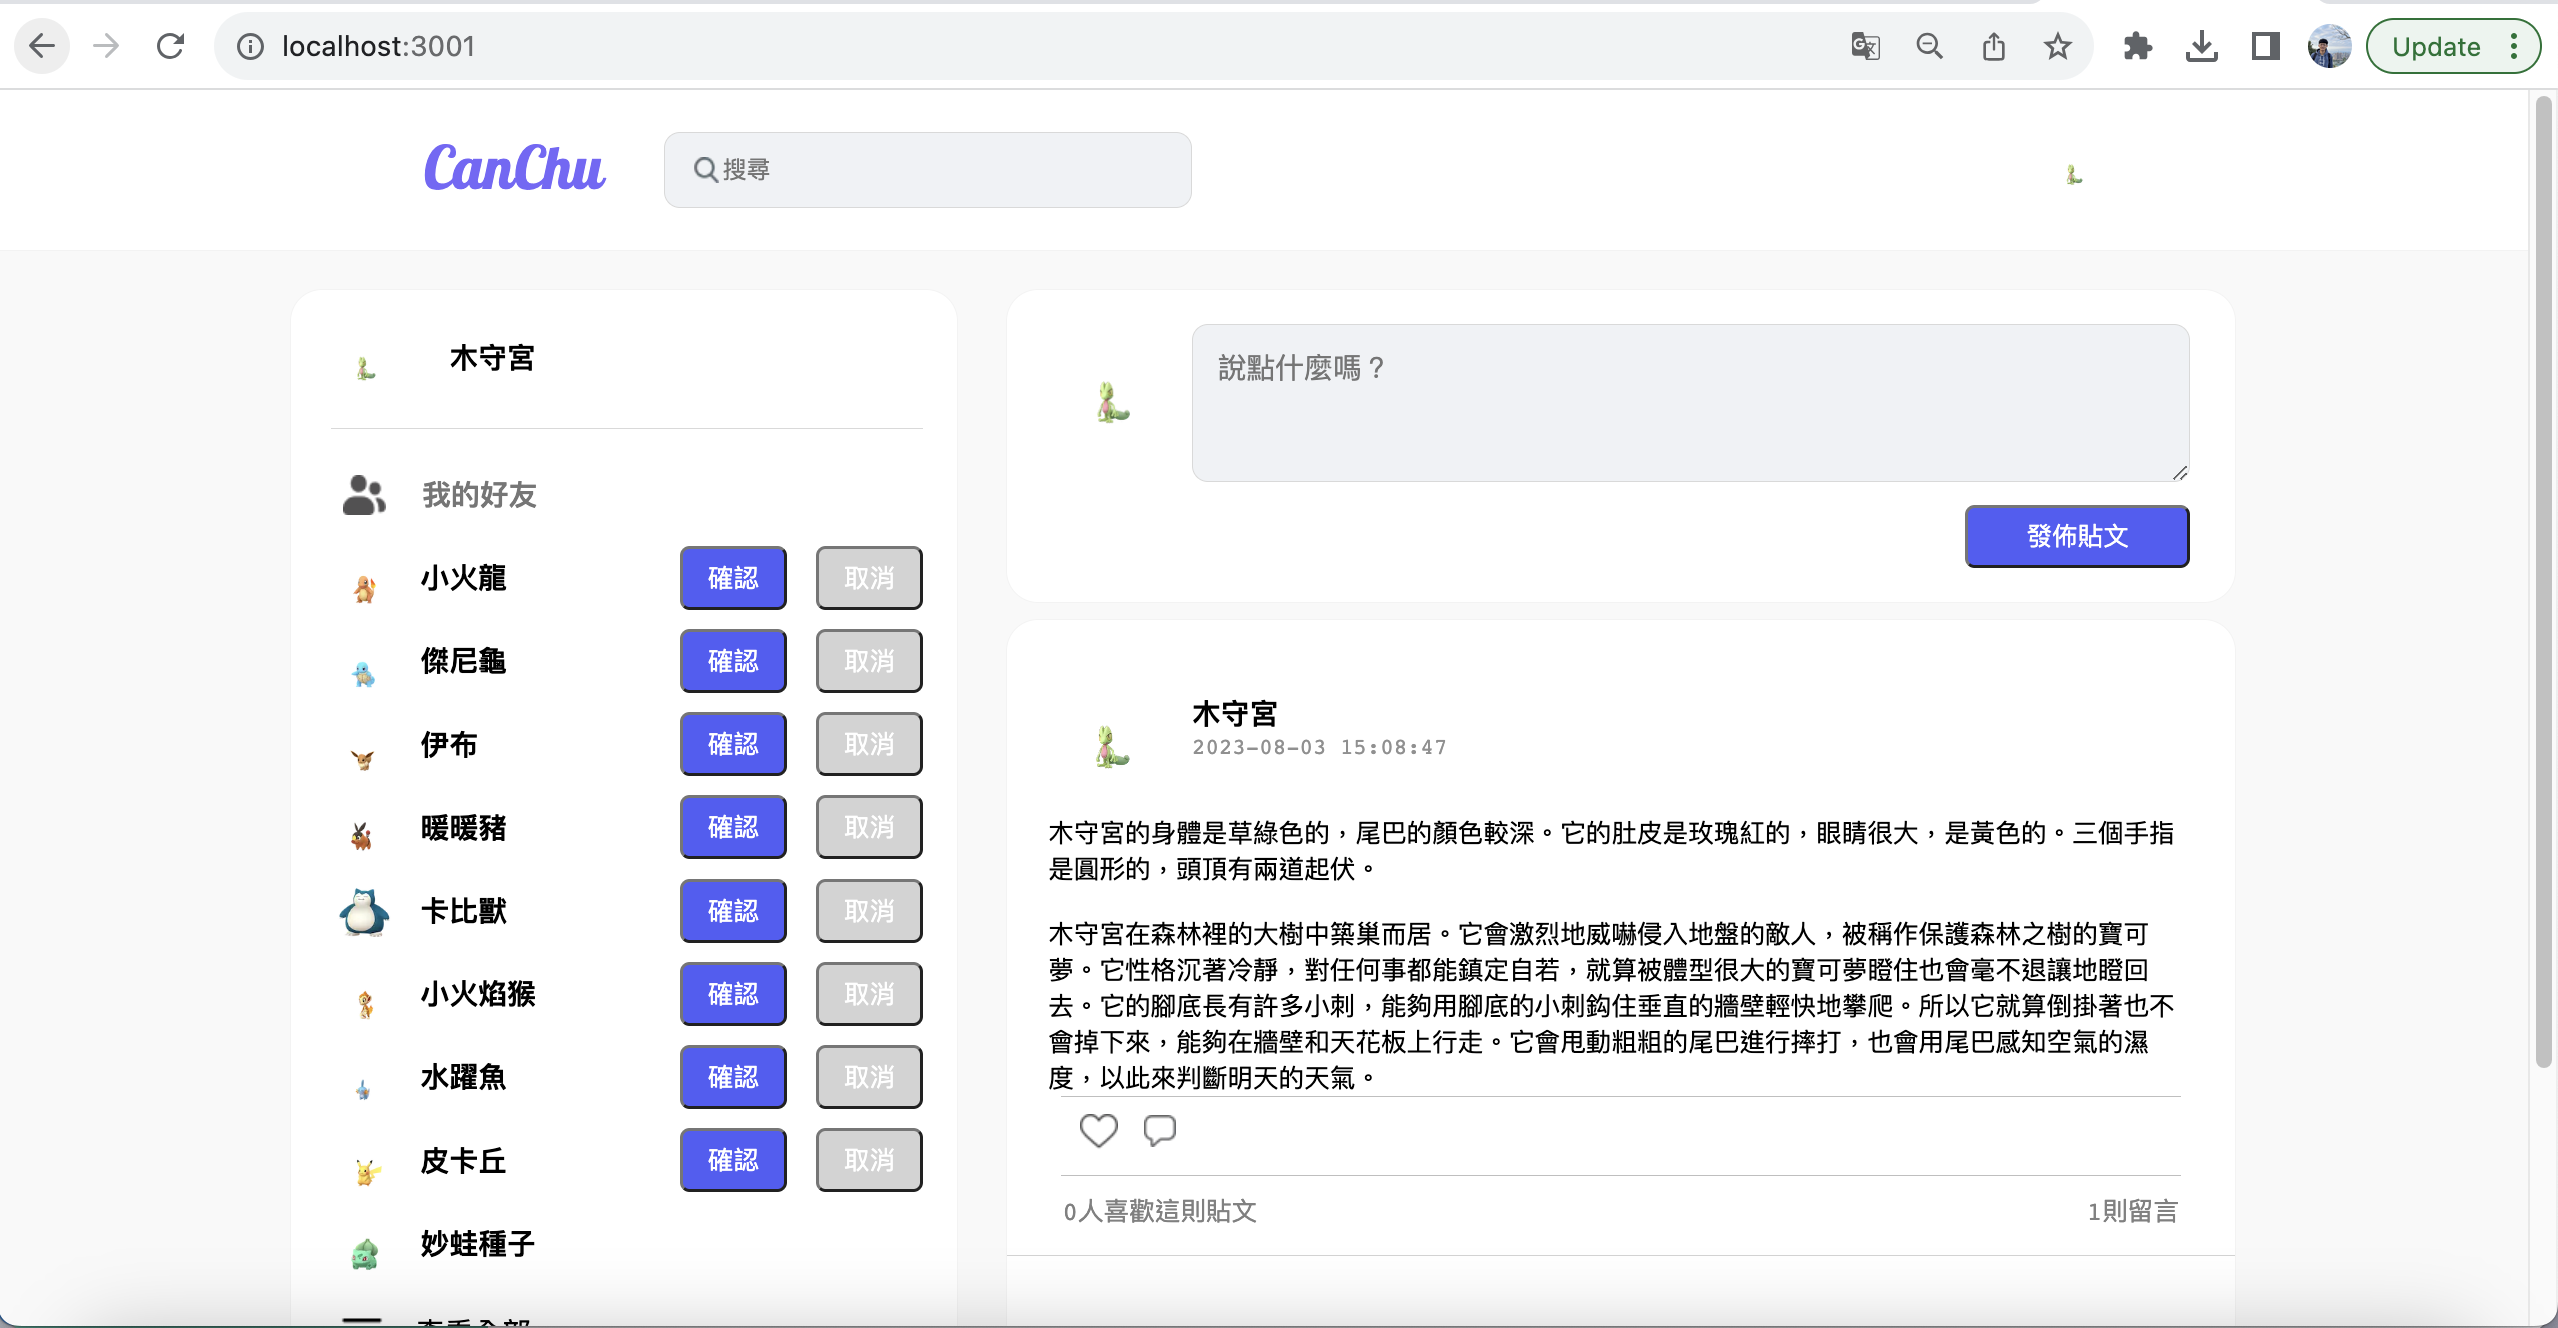 localhost:3001
Update
CanChu
搜尋
木守宮
我的好友
小火龍
確認
取消
傑尼龜
確認
取消
伊布
確認
取消
暖暖豬
確認
取消
卡比獸
確認
取消
小火焰猴
確認
取消
水躍魚
確認
取消
皮卡丘
確認
取消
妙蛙種子
說點什麼嗎？
發佈貼文
木守宮
2023-08-03 15:08:47
木守宮的身體是草綠色的，尾巴的顏色較深。它的肚皮是玫瑰紅的，眼睛很大，是黃色的。三個手指
是圓形的，頭頂有兩道起伏。
木守宮在森林裡的大樹中築巢而居。它會激烈地威嚇侵入地盤的敵人，被稱作保護森林之樹的寶可
夢。它性格沉著冷靜，對任何事都能鎮定自若，就算被體型很大的寶可夢瞪住也會毫不退讓地瞪回
去。它的腳底長有許多小刺，能夠用腳底的小刺鈎住垂直的牆壁輕快地攀爬。所以它就算倒掛著也不
會掉下來，能夠在牆壁和天花板上行走。它會甩動粗粗的尾巴進行摔打，也會用尾巴感知空氣的濕
度，以此來判斷明天的天氣。
0人喜歡這則貼文
1則留言